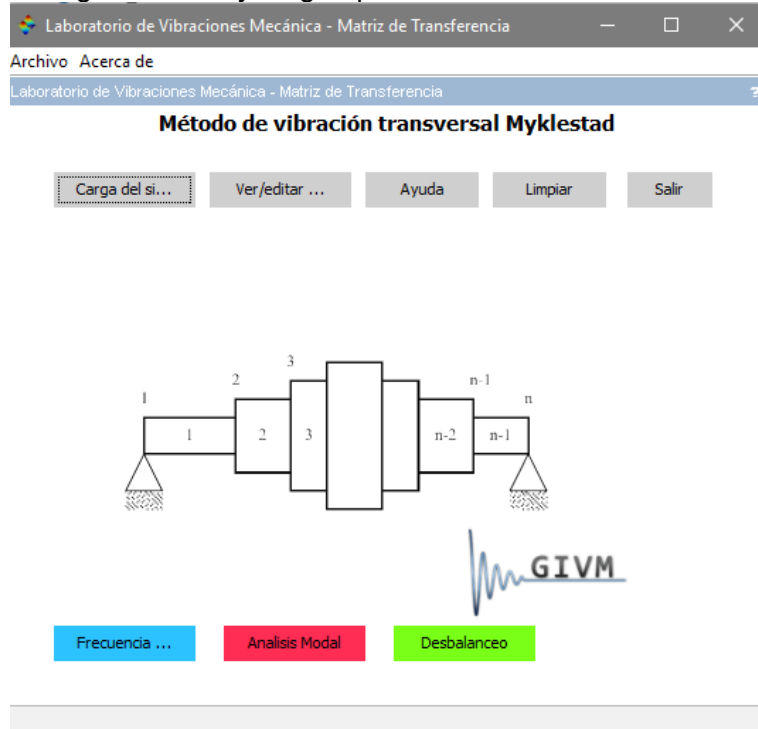 Laboratorio de Vibraciones Mecánica - Matriz de Transferencia
Archivo Acerca de
Laboratorio de Vibraciones Mecánica - Matriz de Transferencia ?
Método de vibración transversal Myklestad
Carga del si... Ver/editar ... Ayuda Limpiar Salir
3
2 n-1
1 n
1 2 3 n-2 n-1
GIVM
Frecuencia ... Analisis Modal Desbalanceo